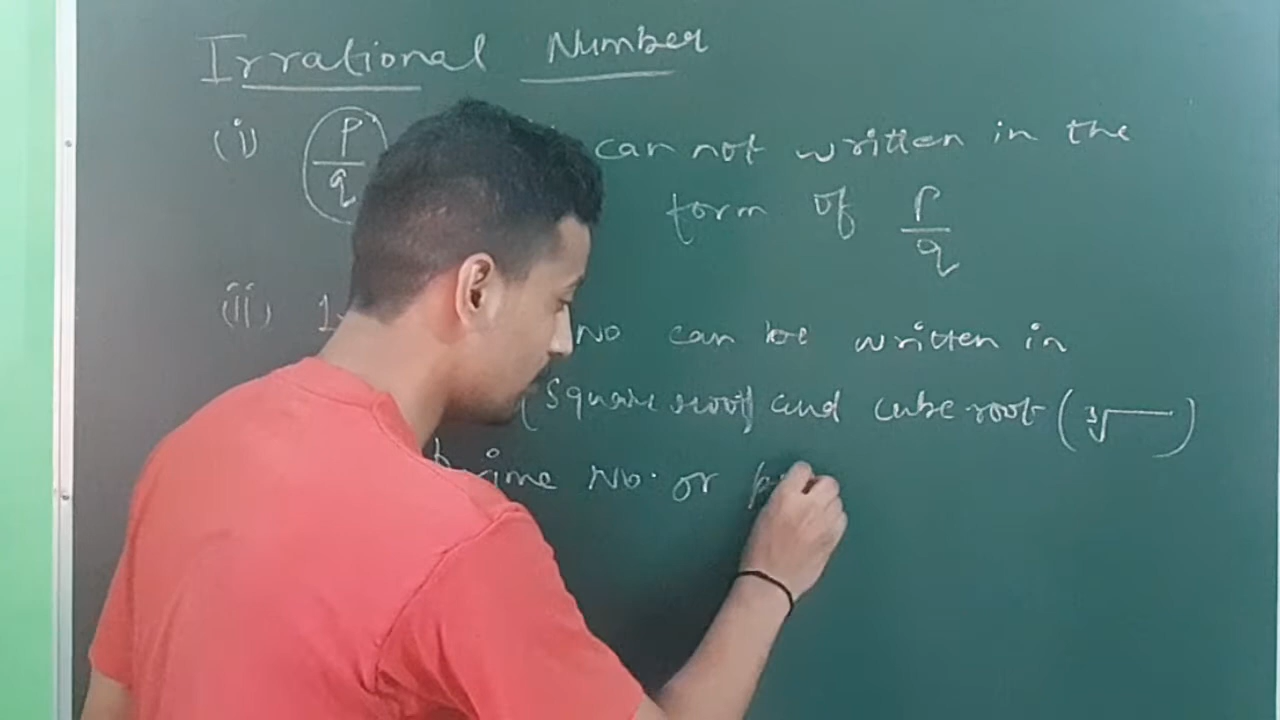 Irrational Number
(i) p/q can not written in the
form of p/q
(ii) No can be written in
Square root and cube root (∛ )
prime No. or